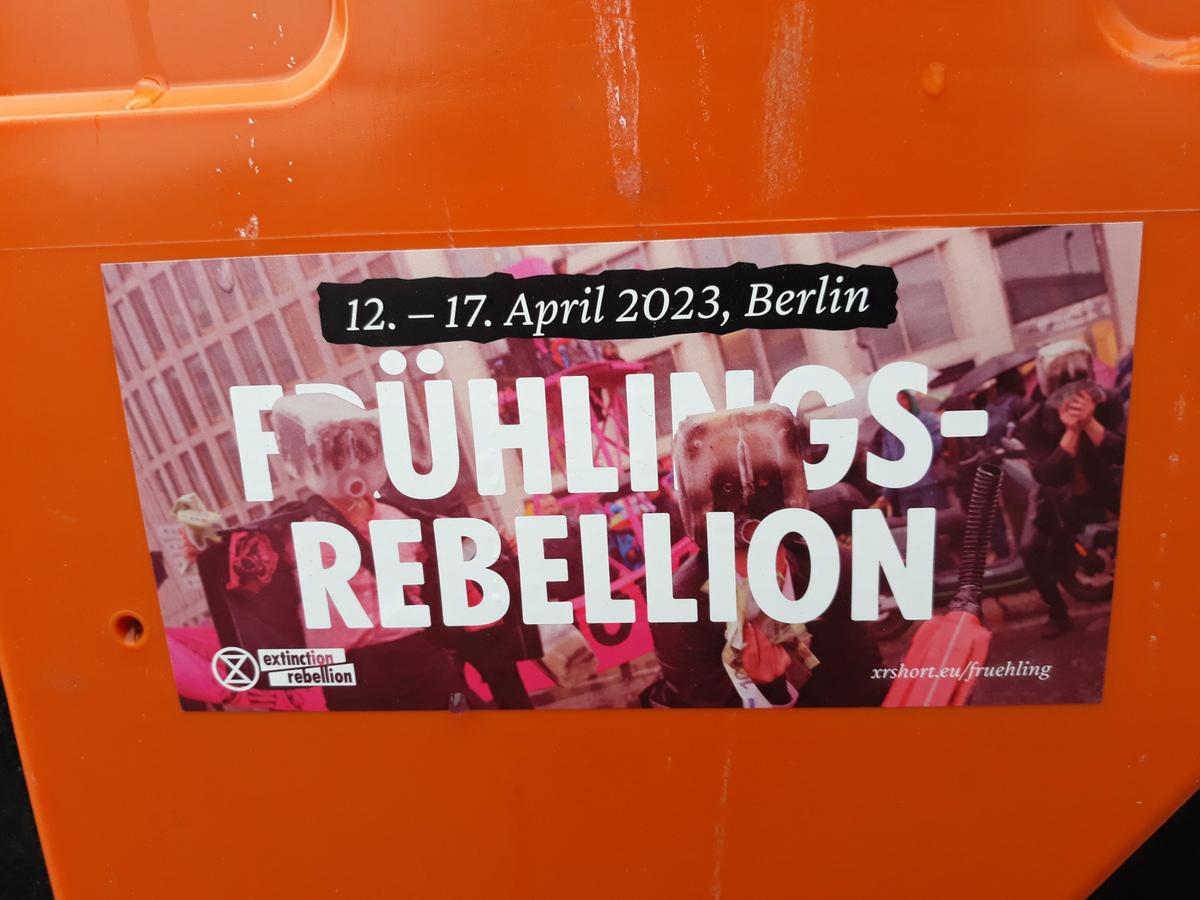 12. – 17. April 2023, Berlin
FRÜHLINGS-
REBELLION
extinction
rebellion
xrshort.eu/fruehling